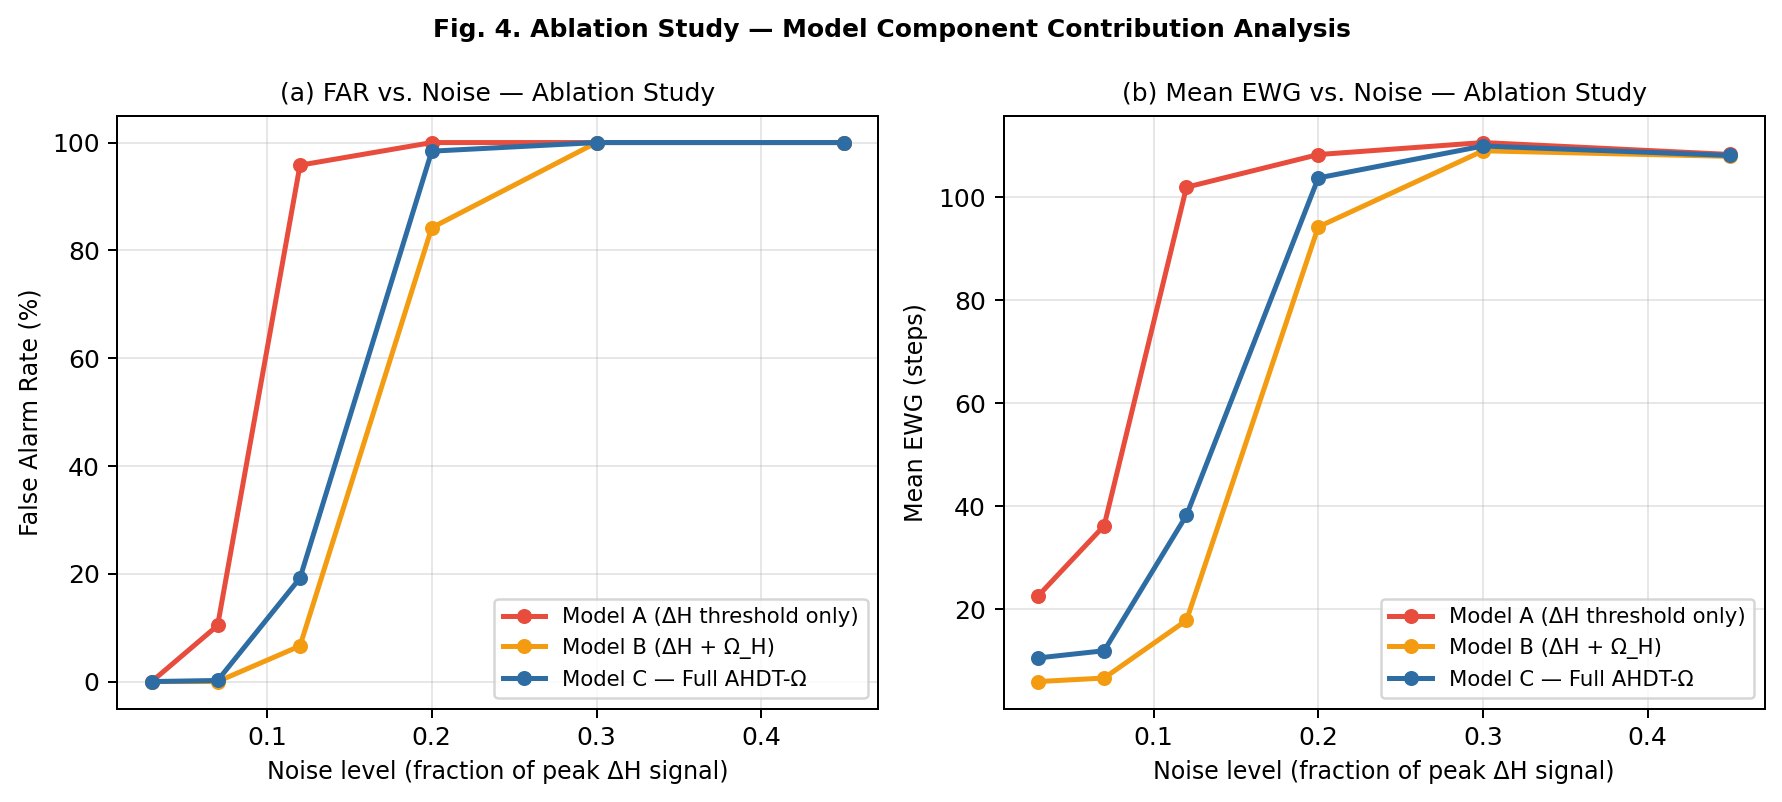 Fig. 4. Ablation Study — Model Component Contribution Analysis
(a) FAR vs. Noise — Ablation Study
False Alarm Rate (%)
100
80
60
40
20
0
0.1 0.2 0.3 0.4
Noise level (fraction of peak ΔH signal)
Model A (ΔH threshold only)
Model B (ΔH + Ω_H)
Model C — Full AHDT-Ω
(b) Mean EWG vs. Noise — Ablation Study
Mean EWG (steps)
100
80
60
40
20
0.1 0.2 0.3 0.4
Noise level (fraction of peak ΔH signal)
Model A (ΔH threshold only)
Model B (ΔH + Ω_H)
Model C — Full AHDT-Ω